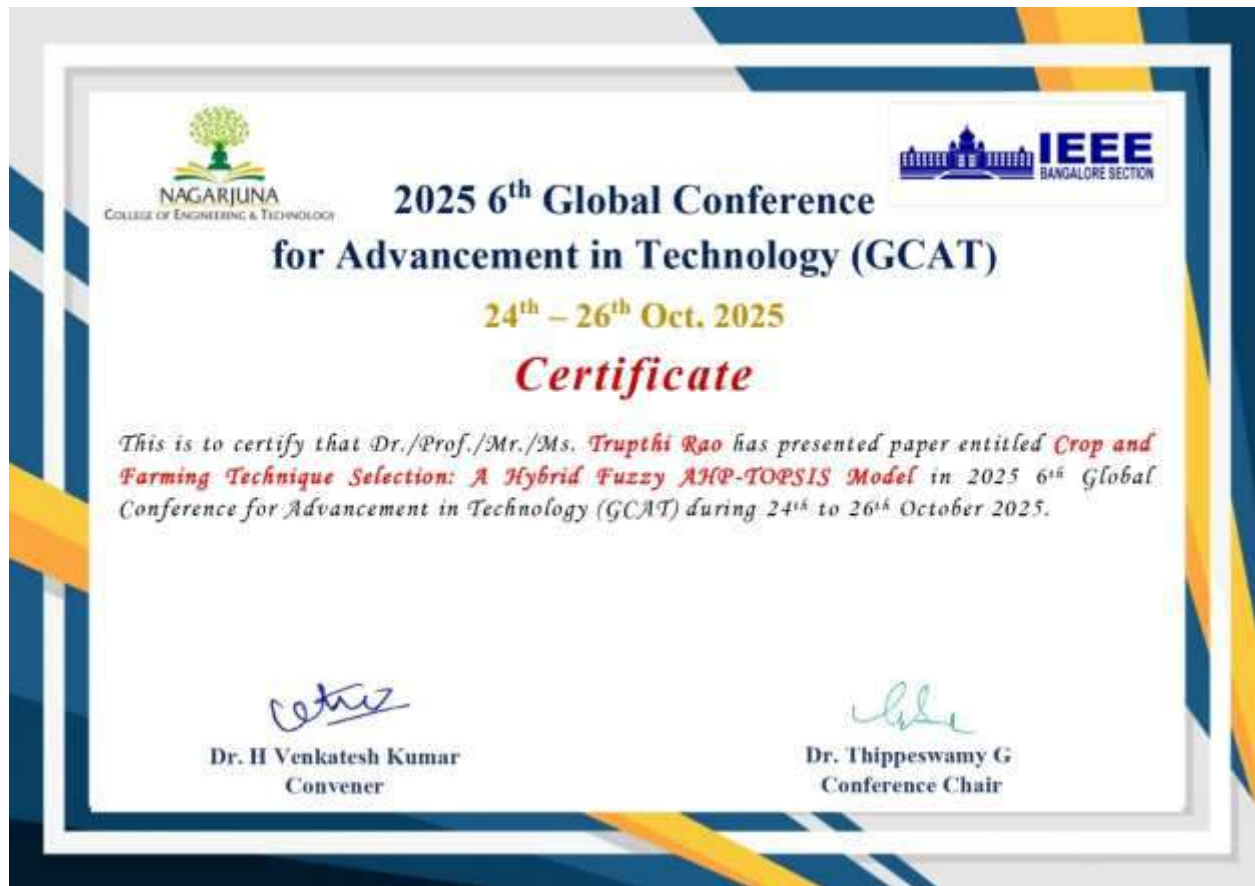 NAGARJUNA
COLLEGE OF ENGINEERING & TECHNOLOGY
IEEE
BANGALORE SECTION
2025 6th Global Conference
for Advancement in Technology (GCAT)
24th – 26th Oct. 2025
Certificate
This is to certify that Dr./Prof./Mr./Ms. Trupthi Rao has presented paper entitled Crop and
Farming Technique Selection: A Hybrid Fuzzy AHP-TOPSIS Model in 2025 6th Global
Conference for Advancement in Technology (GCAT) during 24th to 26th October 2025.
Dr. H Venkatesh Kumar
Convener
Dr. Thippeswamy G
Conference Chair